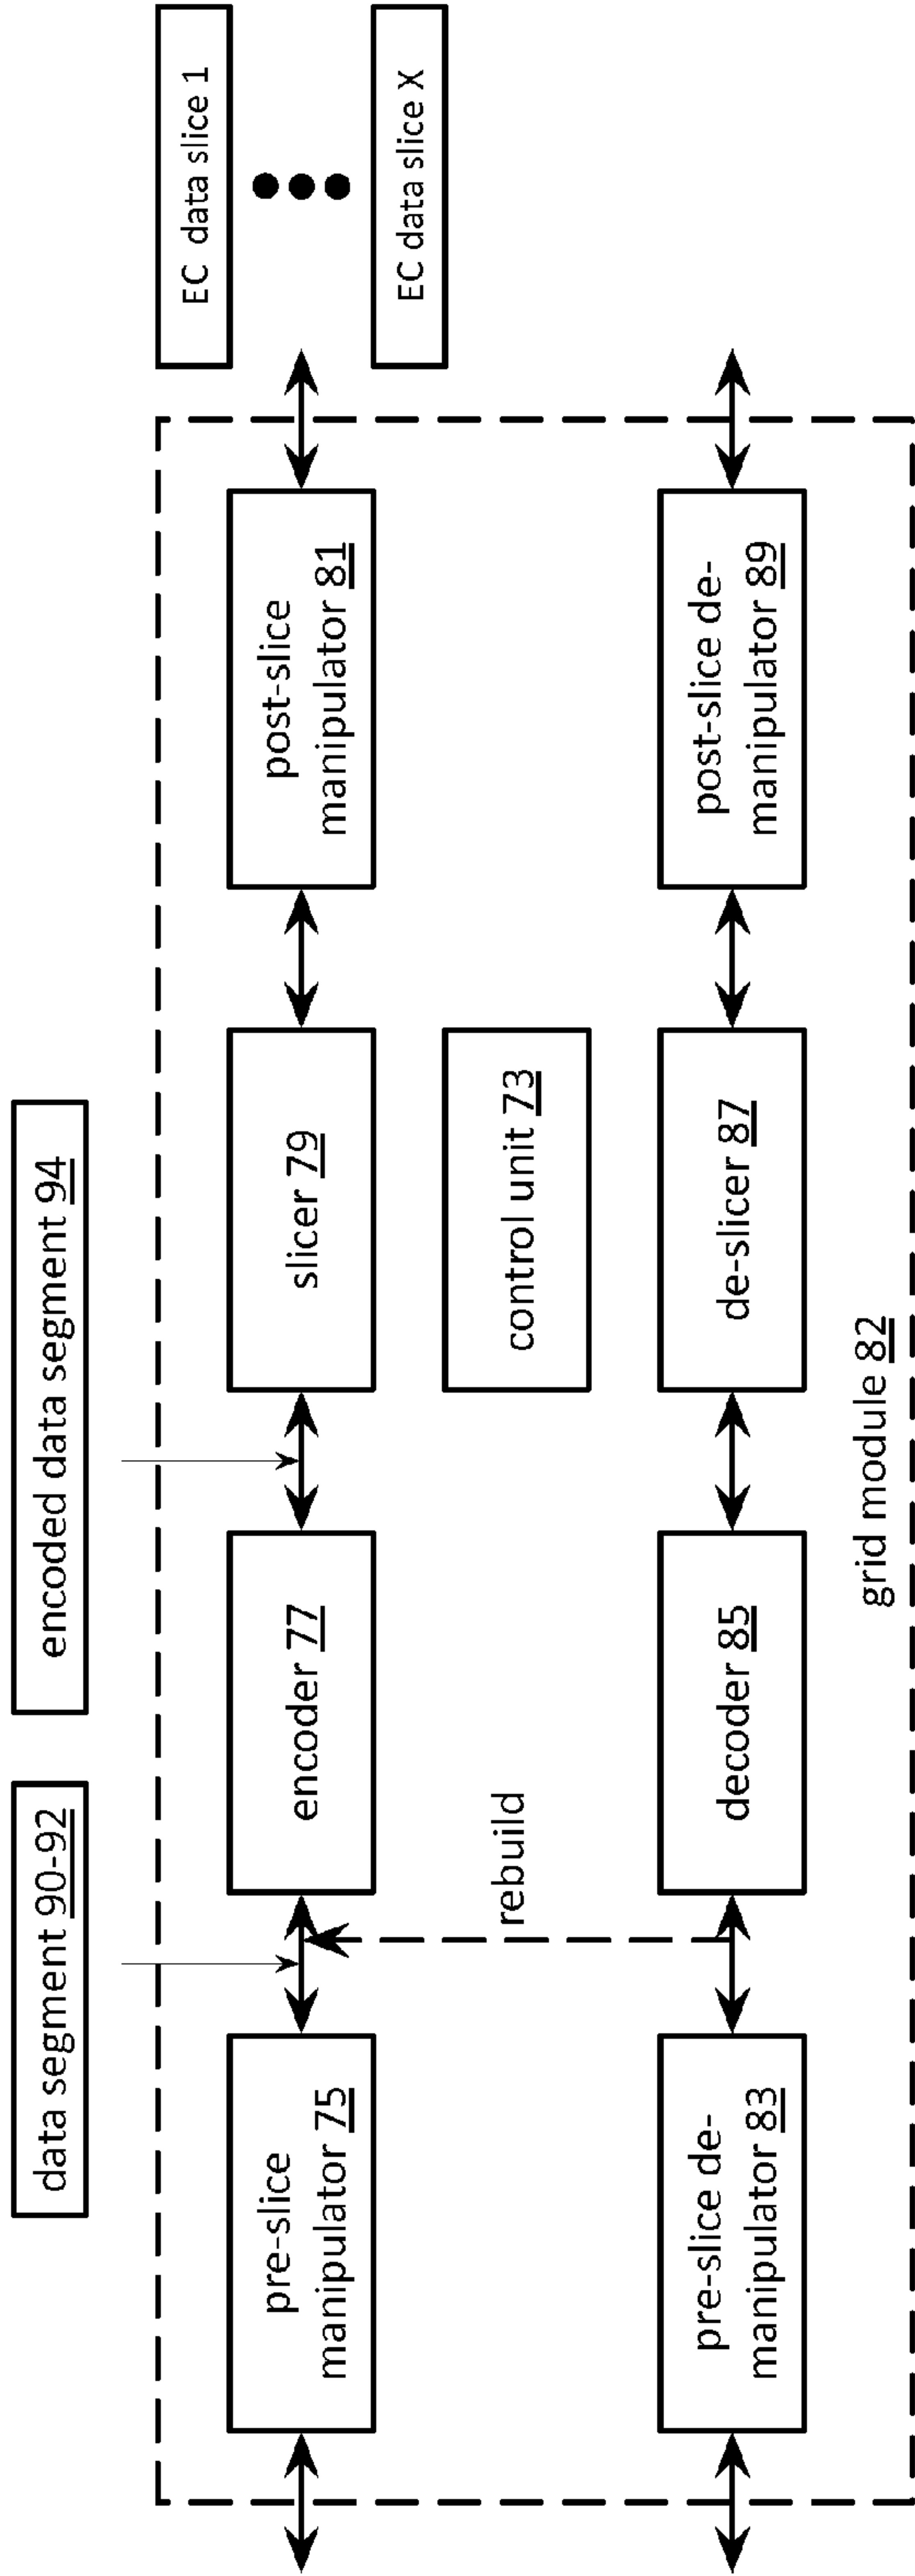 data segment 90-92
encoded data segment 94
EC data slice 1
EC data slice X
pre-slice
manipulator 75
encoder 77
slicer 79
post-slice
manipulator 81
rebuild
control unit 73
pre-slice de-
manipulator 83
decoder 85
de-slicer 87
post-slice de-
manipulator 89
grid module 82